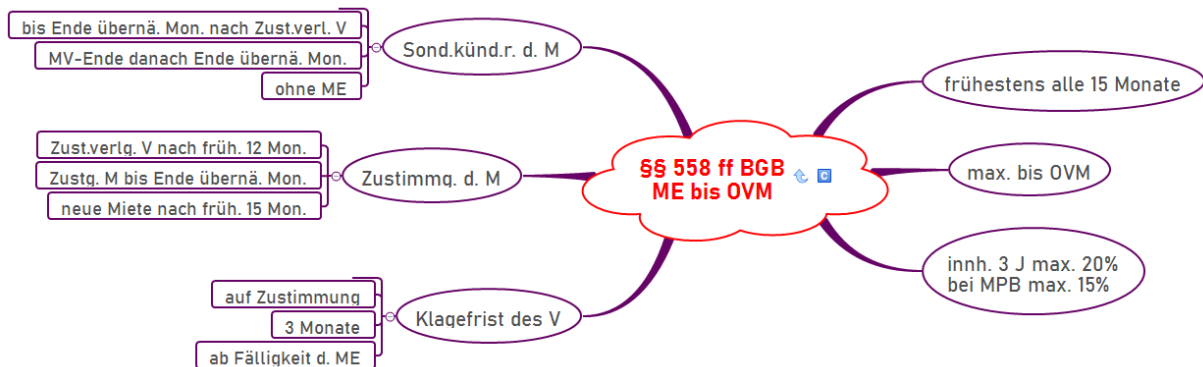 §§ 558 ff BGB
ME bis OVM
frühestens alle 15 Monate
max. bis OVM
innh. 3 J max. 20%
bei MPB max. 15%
Sond.künd.r. d. M
bis Ende übernä. Mon. nach Zust.verl. V
MV-Ende danach Ende übernä. Mon.
ohne ME
Zustimmg. d. M
Zust.verlg. V nach früh. 12 Mon.
Zustg. M bis Ende übernä. Mon.
neue Miete nach früh. 15 Mon.
Klagefrist des V
auf Zustimmung
3 Monate
ab Fälligkeit d. ME
C